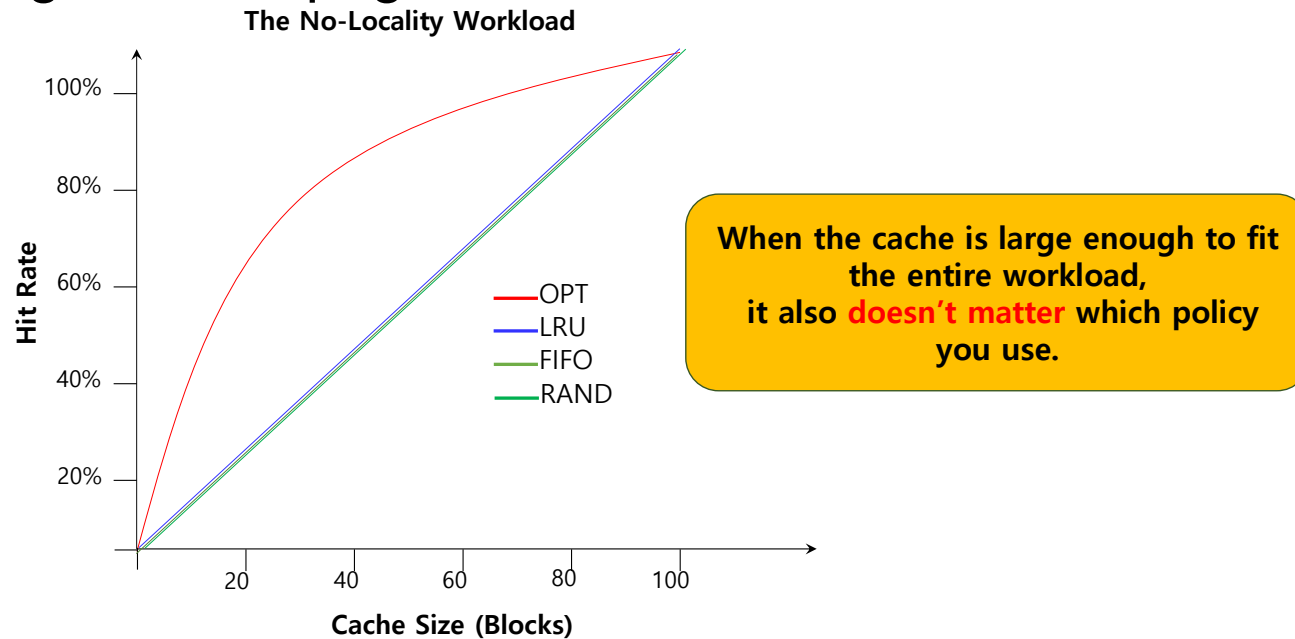 The No-Locality Workload
100%
80%
60%
40%
20%
Hit Rate
OPT
LRU
FIFO
RAND
20 40 60 80 100
Cache Size (Blocks)
When the cache is large enough to fit
the entire workload,
it also doesn’t matter which policy
you use.